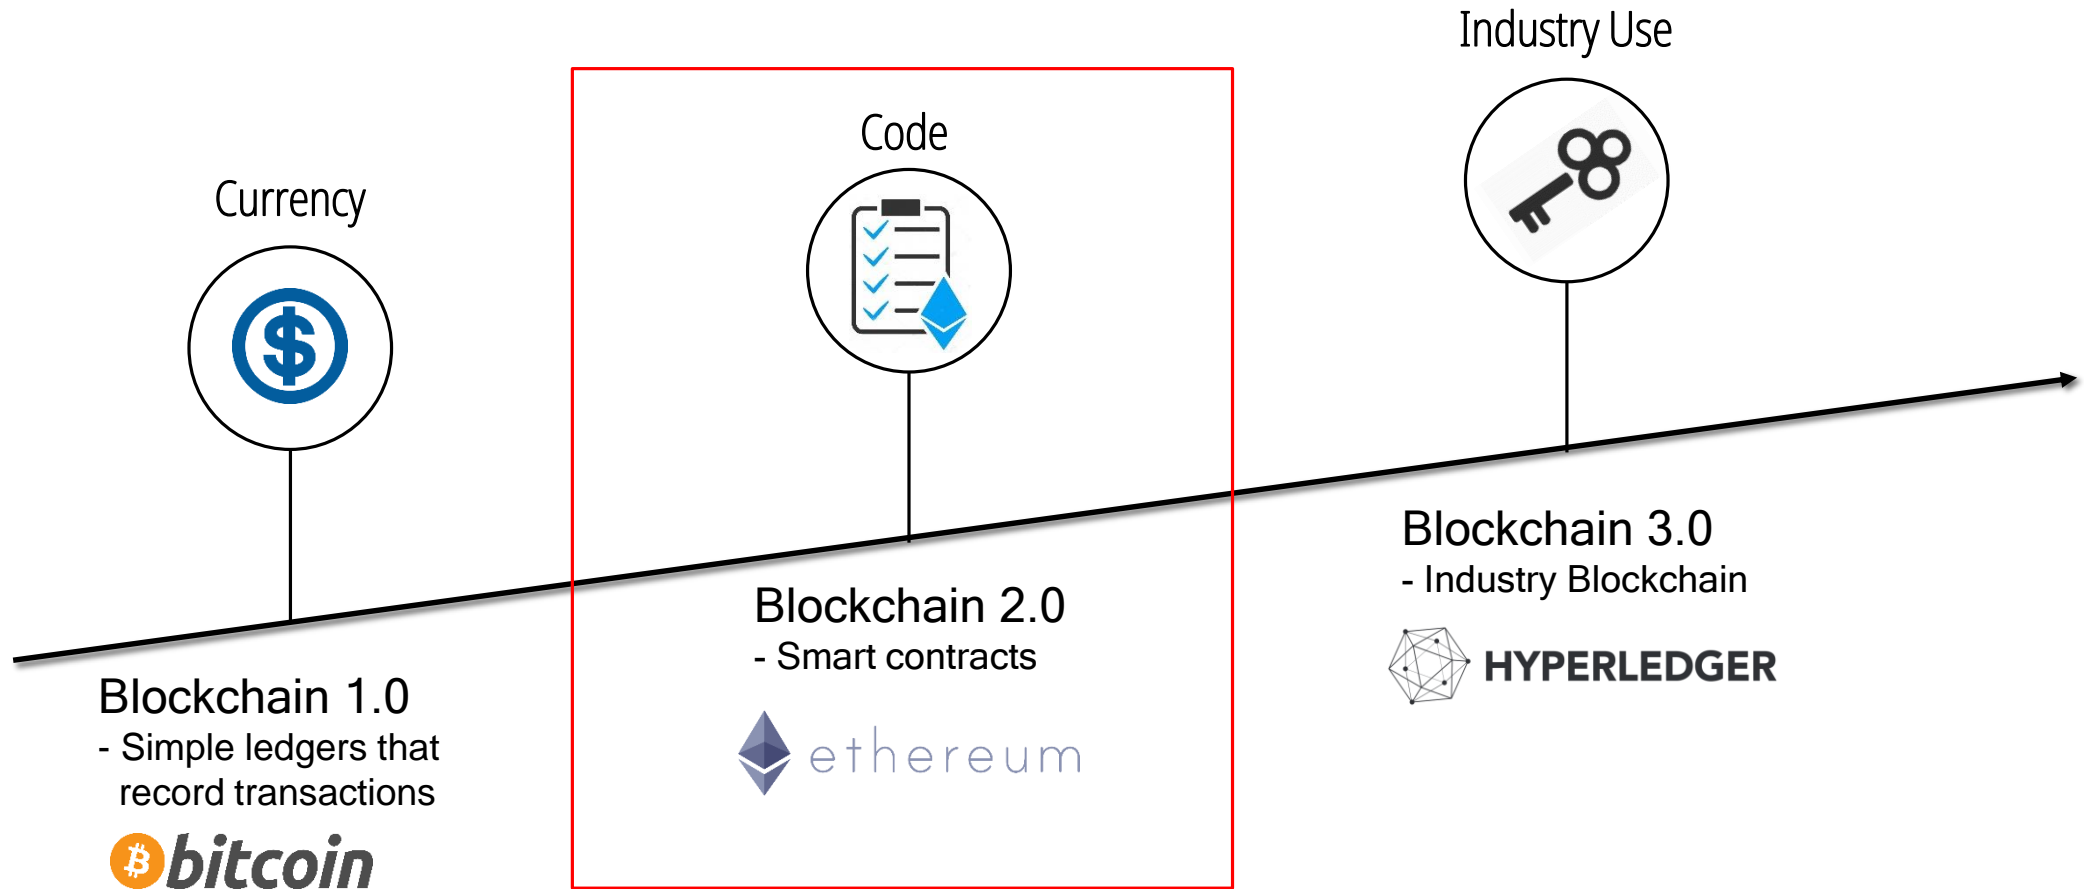 Currency
Blockchain 1.0
- Simple ledgers that
record transactions
bitcoin
Code
Blockchain 2.0
- Smart contracts
ethereum
Industry Use
Blockchain 3.0
- Industry Blockchain
HYPERLEDGER